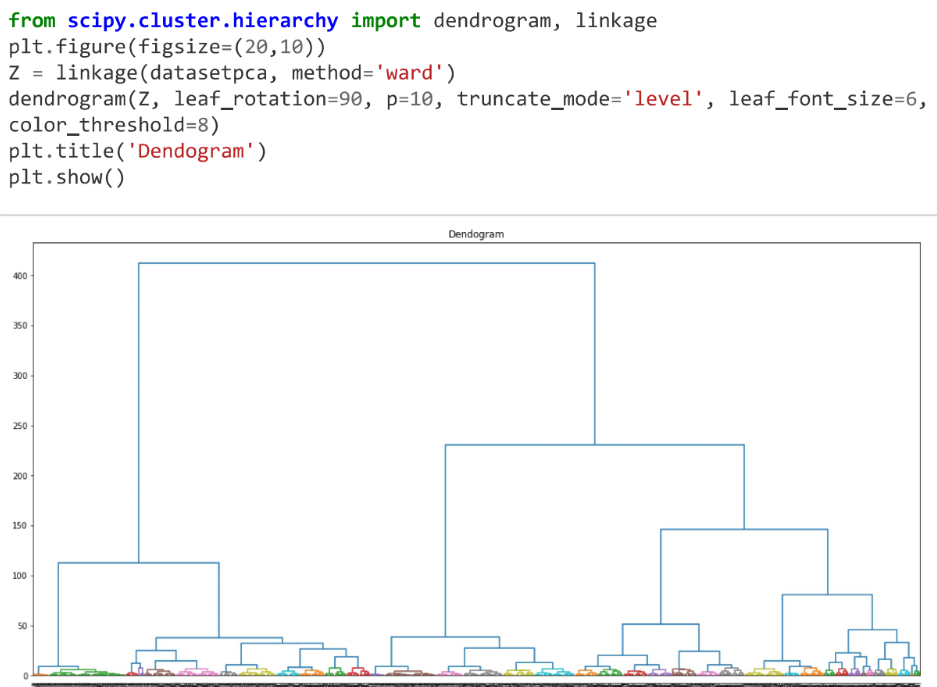 from scipy.cluster.hierarchy import dendrogram, linkage
plt.figure(figsize=(20,10))
Z = linkage(datasetpca, method='ward')
dendrogram(Z, leaf_rotation=90, p=10, truncate_mode='level', leaf_font_size=6,
color_threshold=8)
plt.title('Dendogram')
plt.show()
Dendogram
400
350
300
250
200
150
100
50
0